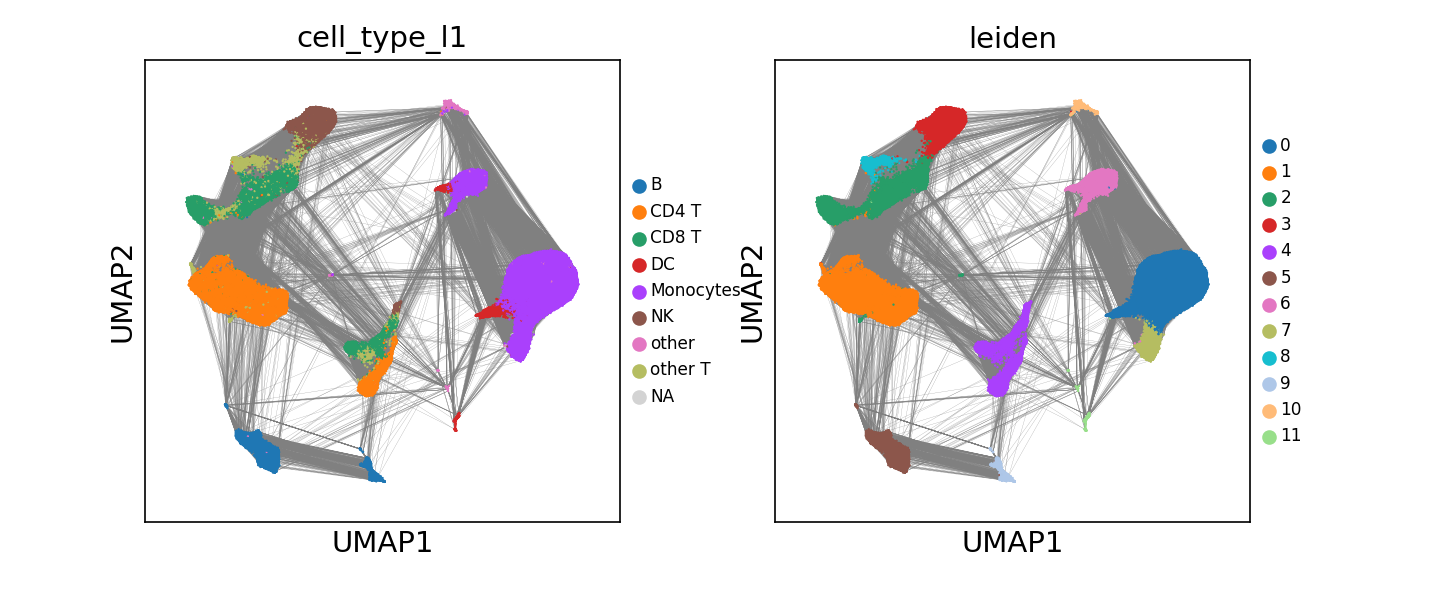 cell_type_l1
UMAP2
UMAP1
B
CD4 T
CD8 T
DC
Monocytes
NK
other
other T
NA
leiden
UMAP2
UMAP1
0
1
2
3
4
5
6
7
8
9
10
11